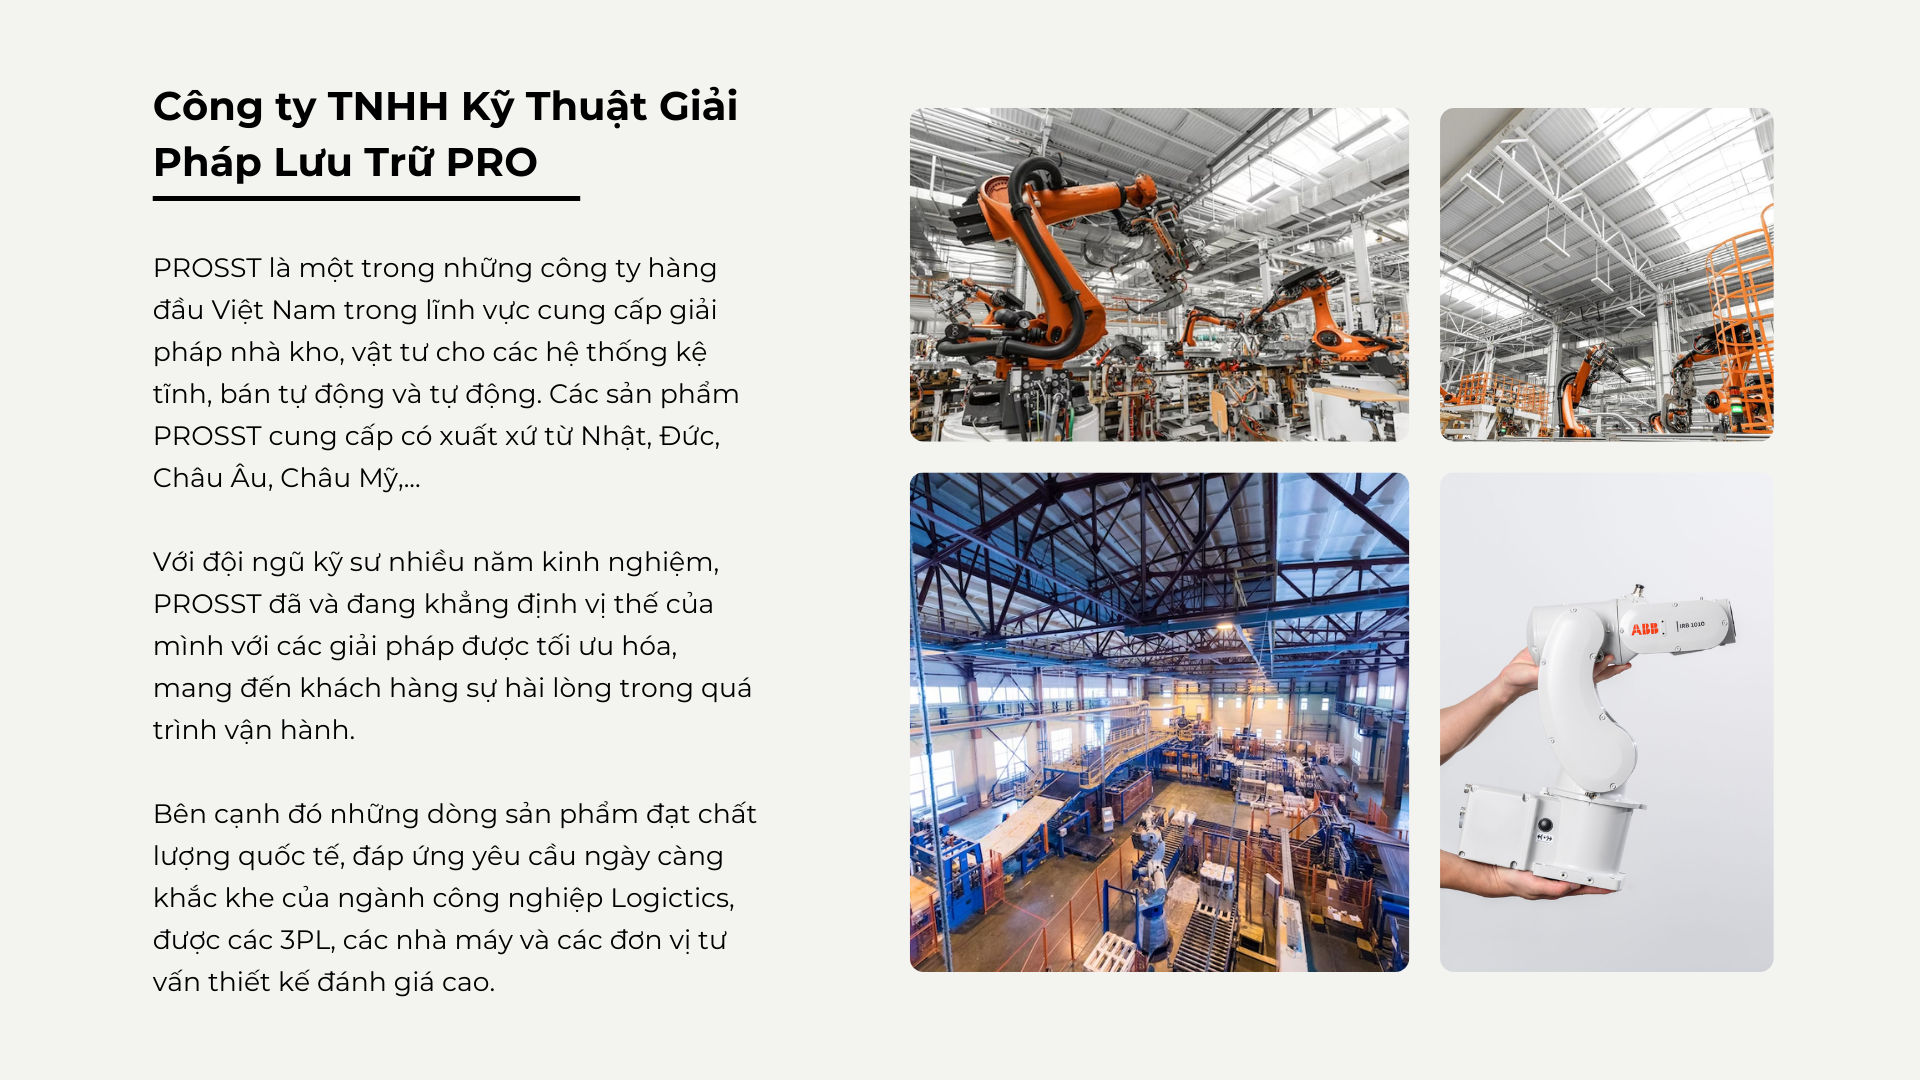 Công ty TNHH Kỹ Thuật Giải
Pháp Lưu Trữ PRO
PROSST là một trong những công ty hàng
đầu Việt Nam trong lĩnh vực cung cấp giải
pháp nhà kho, vật tư cho các hệ thống kệ
tĩnh, bán tự động và tự động. Các sản phẩm
PROSST cung cấp có xuất xứ từ Nhật, Đức,
Châu Âu, Châu Mỹ,...
Với đội ngũ kỹ sư nhiều năm kinh nghiệm,
PROSST đã và đang khẳng định vị thế của
mình với các giải pháp được tối ưu hóa,
mang đến khách hàng sự hài lòng trong quá
trình vận hành.
Bên cạnh đó những dòng sản phẩm đạt chất
lượng quốc tế, đáp ứng yêu cầu ngày càng
khắc khe của ngành công nghiệp Logictics,
được các 3PL, các nhà máy và các đơn vị tư
vấn thiết kế đánh giá cao.
ABB IRB 1010